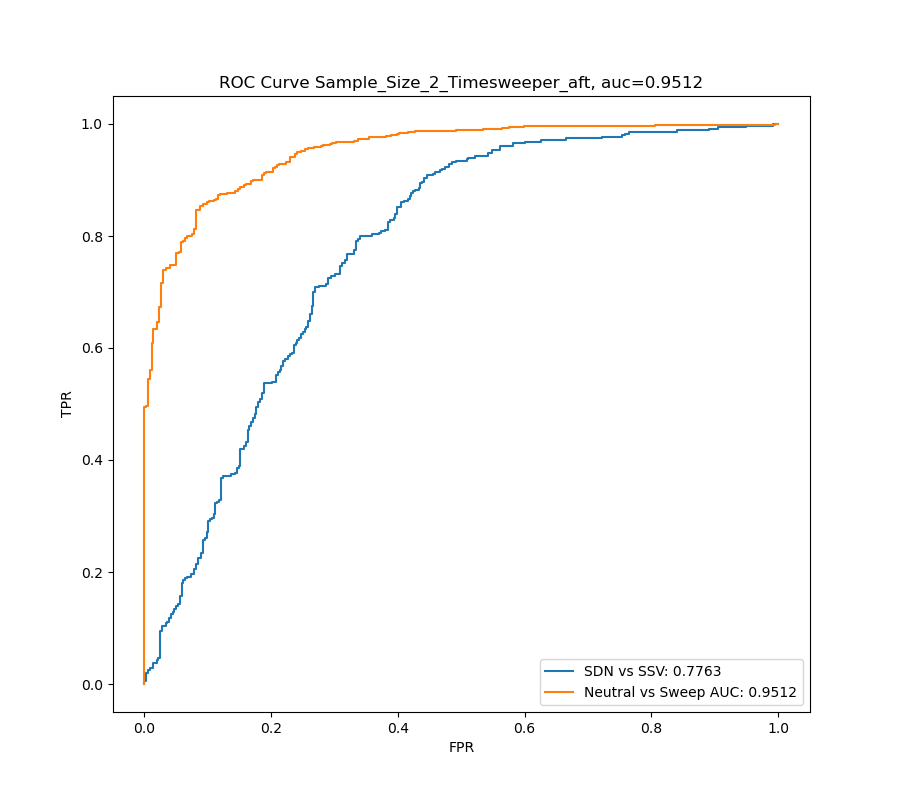 ROC Curve Sample_Size_2_Timesweeper_aft, auc=0.9512
1.0
0.8
0.6
0.4
0.2
0.0
TPR
0.0 0.2 0.4 0.6 0.8 1.0
FPR
SDN vs SSV: 0.7763
Neutral vs Sweep AUC: 0.9512